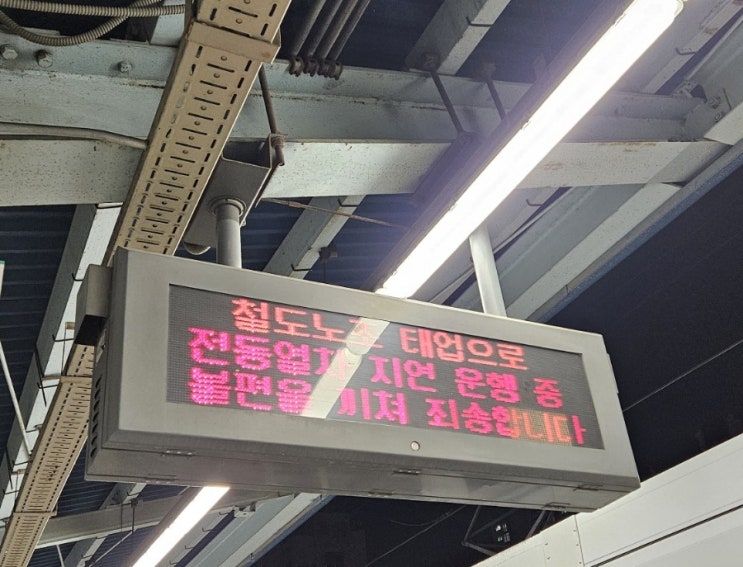 철도노조 태업으로
전동열차 지연 운행 중
불편을 끼쳐 죄송합니다